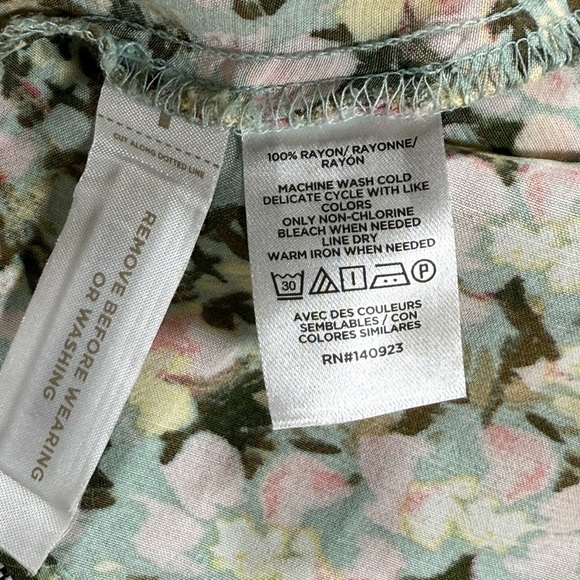 CUT ALONG DOTTED LINE
REMOVE BEFORE WEARING
OR WASHING
100% RAYON/ RAYONNE/
RAYÓN
MACHINE WASH COLD
DELICATE CYCLE WITH LIKE
COLORS
ONLY NON-CHLORINE
BLEACH WHEN NEEDED
LINE DRY
WARM IRON WHEN NEEDED
30 P
AVEC DES COULEURS
SEMBLABLES / CON
COLORES SIMILARES
RN#140923